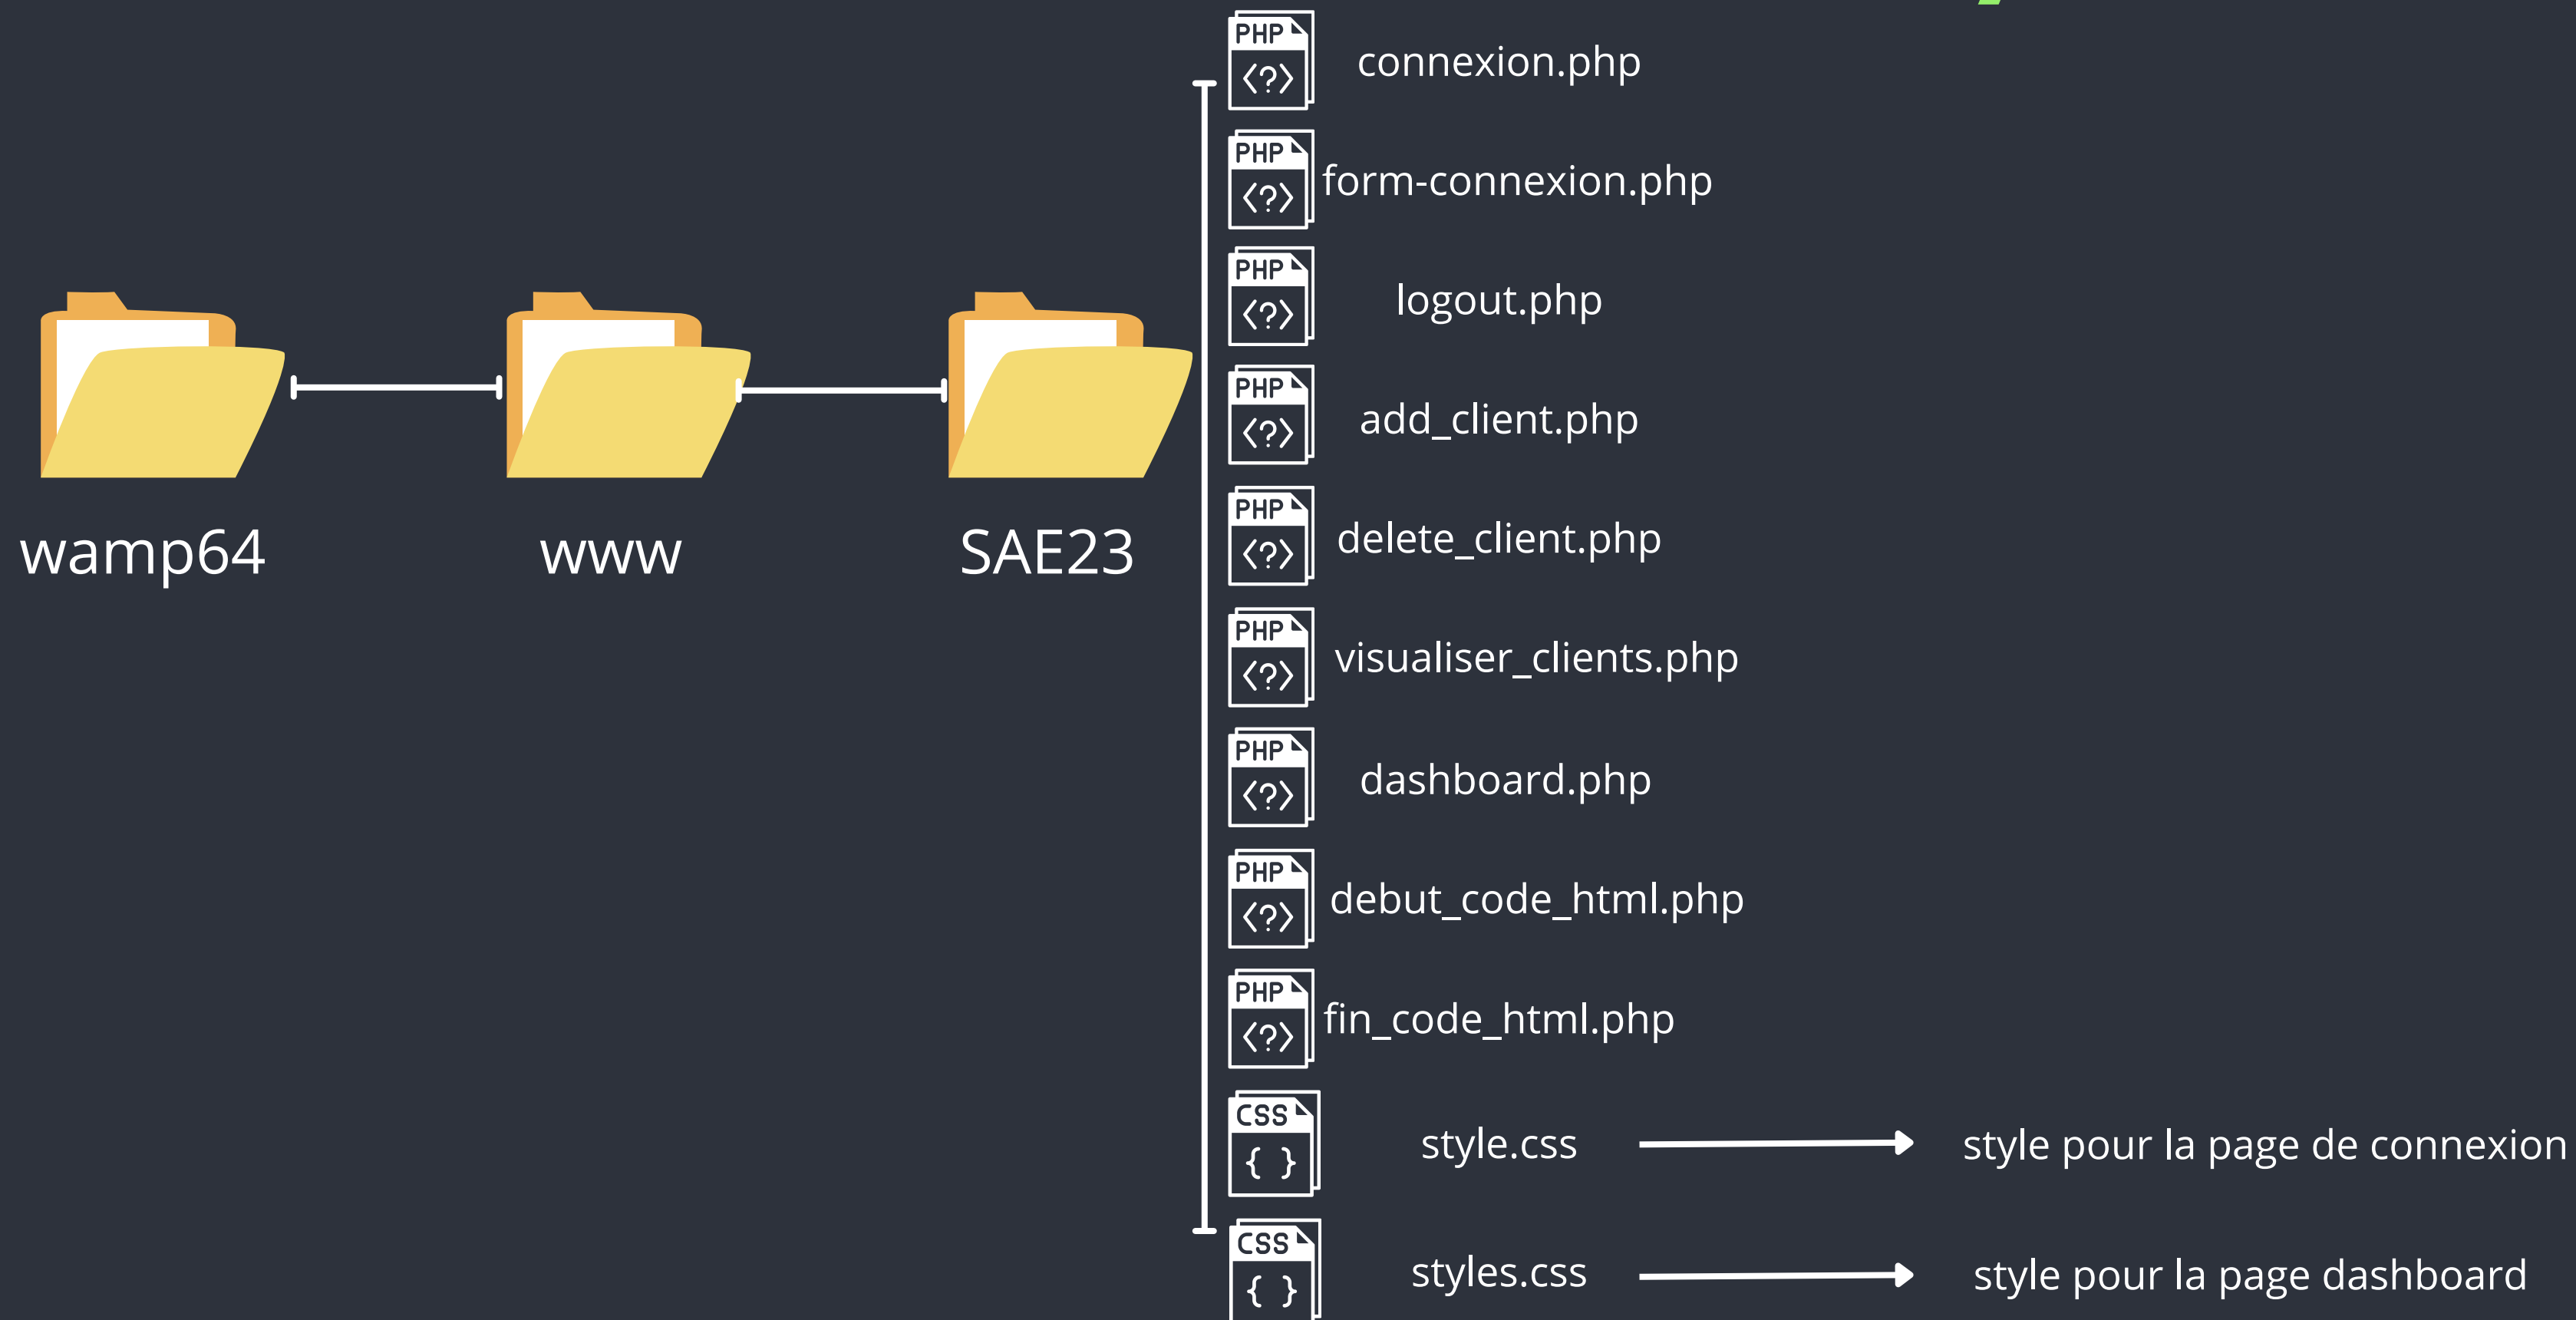 PHP
connexion.php
PHP
form-connexion.php
PHP
logout.php
PHP
add_client.php
PHP
delete_client.php
PHP
visualiser_clients.php
PHP
dashboard.php
PHP
debut_code_html.php
PHP
fin_code_html.php
CSS
style.css
style pour la page de connexion
CSS
styles.css
style pour la page dashboard
wamp64
www
SAE23